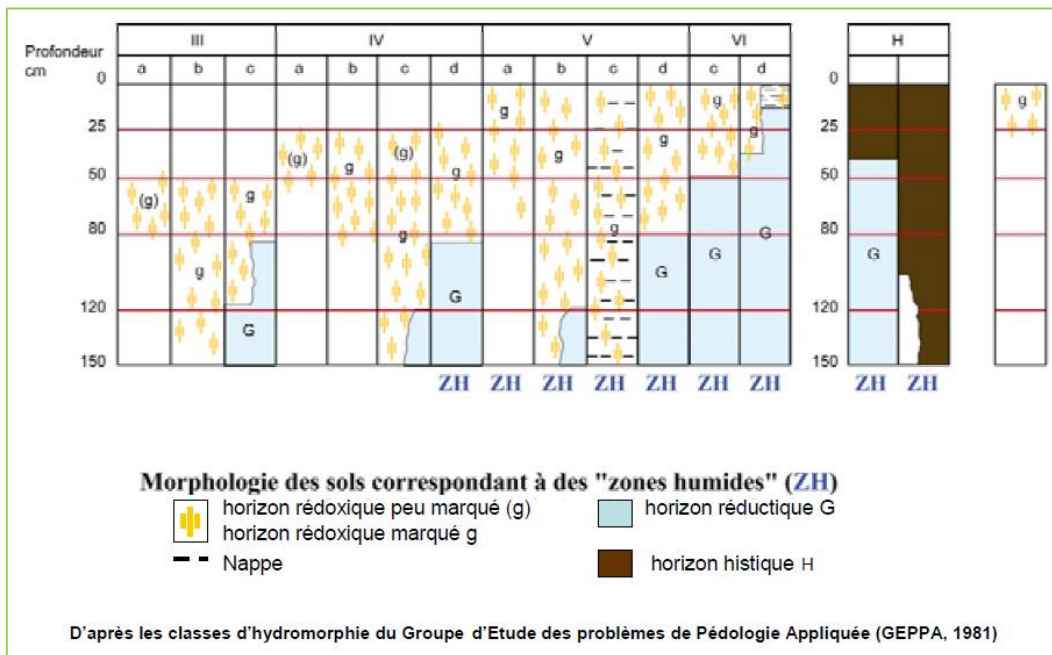 III IV V VI H
Profondeur
cm
a b c a b c d a b c d c d
0 0
g g g g
25 25
(g) (g) g g g
g g
50 50
(g) g g
g
80 80
g G G G
g G
120 120
G
150 150
ZH ZH ZH ZH ZH ZH ZH ZH ZH
Morphologie des sols correspondant à des "zones humides" (ZH)
horizon rédoxique peu marqué (g) horizon réductique G
horizon rédoxique marqué g
Nappe horizon histique H
D'après les classes d'hydromorphie du Groupe d'Etude des problèmes de Pédologie Appliquée (GEPPA, 1981)